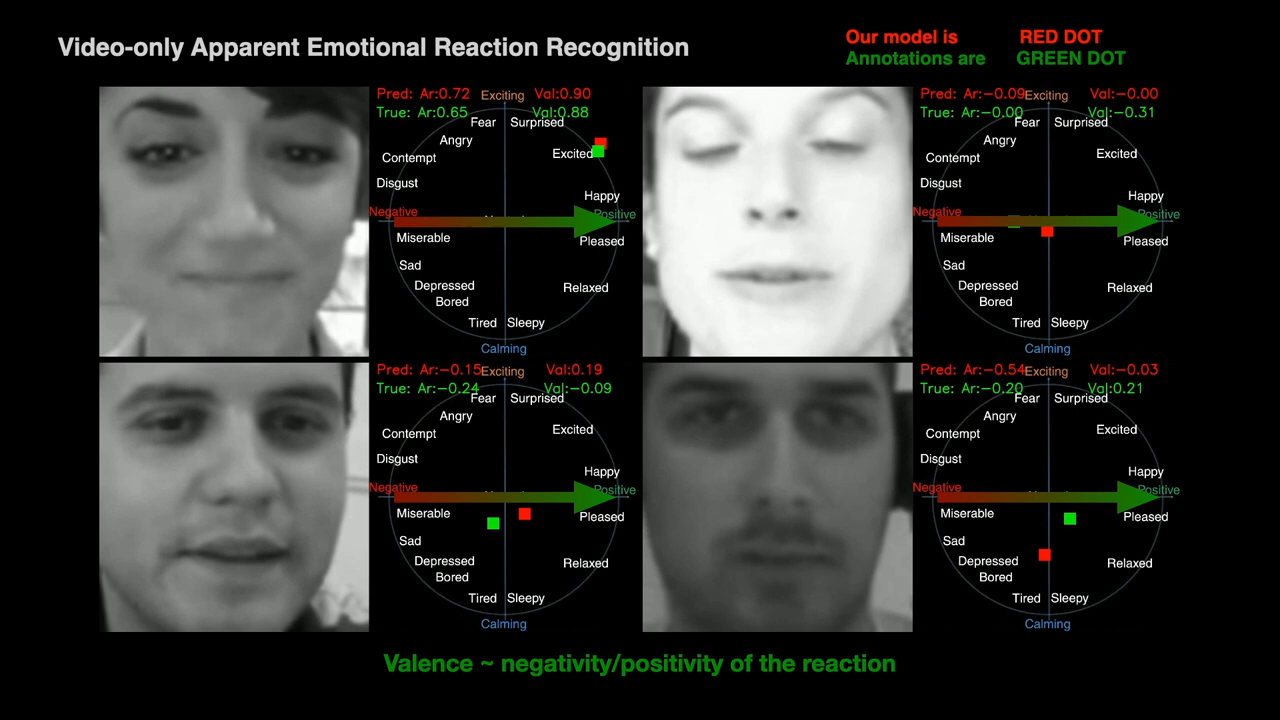 Video-only Apparent Emotional Reaction Recognition
Our model is RED DOT
Annotations are GREEN DOT
Pred: Ar:0.72 Exciting Val:0.90
True: Ar:0.65 Val:0.88
Fear Surprised
Angry
Contempt Excited
Disgust
Happy
Negative Positive
Miserable Pleased
Sad
Depressed Relaxed
Bored
Tired Sleepy
Calming
Pred: Ar:-0.09 Exciting Val:-0.00
True: Ar:-0.00 Val:-0.31
Fear Surprised
Angry
Contempt Excited
Disgust
Happy
Negative Positive
Miserable Pleased
Sad
Depressed Relaxed
Bored
Tired Sleepy
Calming
Pred: Ar:-0.15 Exciting Val:0.19
True: Ar:-0.24 Val:-0.09
Fear Surprised
Angry
Contempt Excited
Disgust
Happy
Negative Positive
Miserable Pleased
Sad
Depressed Relaxed
Bored
Tired Sleepy
Calming
Pred: Ar:-0.54 Exciting Val:-0.03
True: Ar:-0.20 Val:0.21
Fear Surprised
Angry
Contempt Excited
Disgust
Happy
Negative Positive
Miserable Pleased
Sad
Depressed Relaxed
Bored
Tired Sleepy
Calming
Valence ~ negativity/positivity of the reaction